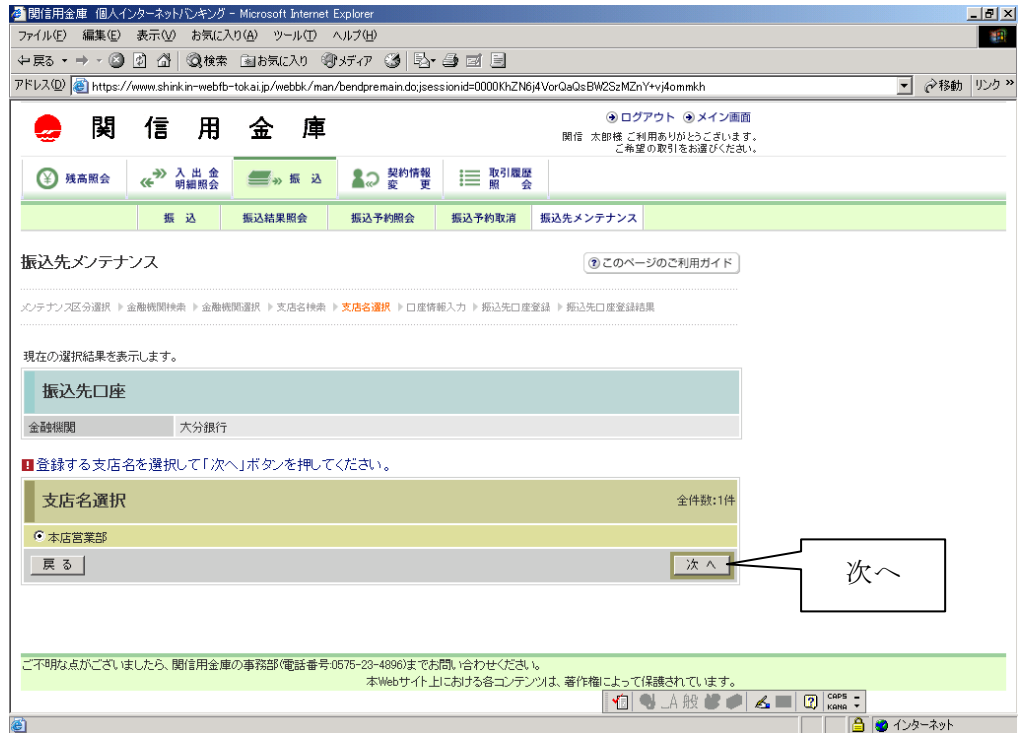 関信用金庫 個人インターネットバンキング - Microsoft Internet Explorer
ファイル(F) 編集(E) 表示(V) お気に入り(A) ツール(T) ヘルプ(H)
戻る 検索 お気に入り メディア
アドレス(D) https://www.shinkin-webfb-tokai.jp/webbk/man/bendpremain.do;jsessionid=0000KhZN6j4VorQaQsBW2SzMZnY+vj4ommkh 移動 リンク »
関信用金庫
ログアウト メイン画面
関信 太郎様 ご利用ありがとうございます。
ご希望の取引をお選びください。
残高照会 入出金明細照会 振込 契約情報変更 取引履歴照会
振込 振込結果照会 振込予約照会 振込予約取消 振込先メンテナンス
振込先メンテナンス
?このページのご利用ガイド
メンテナンス区分選択 金融機関検索 金融機関選択 支店名検索 支店名選択 口座情報入力 振込先口座登録 振込先口座登録結果
現在の選択結果を表示します。
振込先口座
金融機関 大分銀行
!登録する支店名を選択して「次へ」ボタンを押してください。
支店名選択 全件数:1件
本店営業部
戻る 次へ
次へ
ご不明な点がございましたら、関信用金庫の事務部(電話番号:0575-23-4896)までお問い合わせください。
本Webサイト上における各コンテンツは、著作権によって保護されています。
_A 般 CAPS
KANA
インターネット